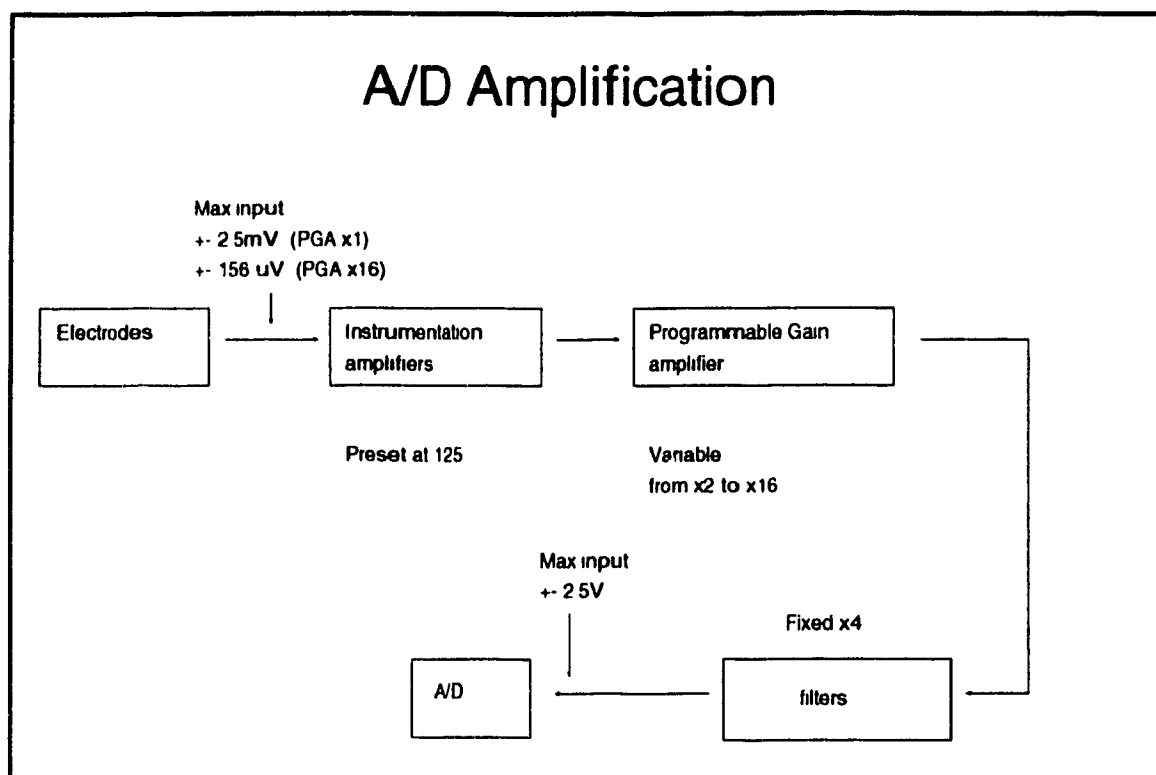 A/D Amplification
Max input
+- 2 5mV (PGA x1)
+- 156 uV (PGA x16)
Electrodes
Instrumentation
amplifiers
Programmable Gain
amplifier
Preset at 125
Variable
from x2 to x16
Max input
+- 2 5V
Fixed x4
A/D
filters